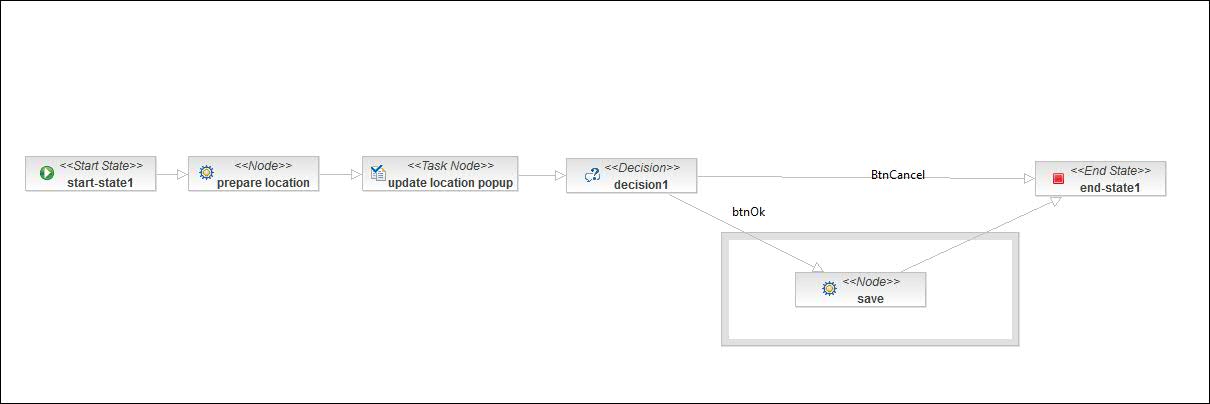 <<Start State>>
start-state1
<<Node>>
prepare location
<<Task Node>>
update location popup
<<Decision>>
decision1
BtnCancel
<<End State>>
end-state1
btnOk
<<Node>>
save